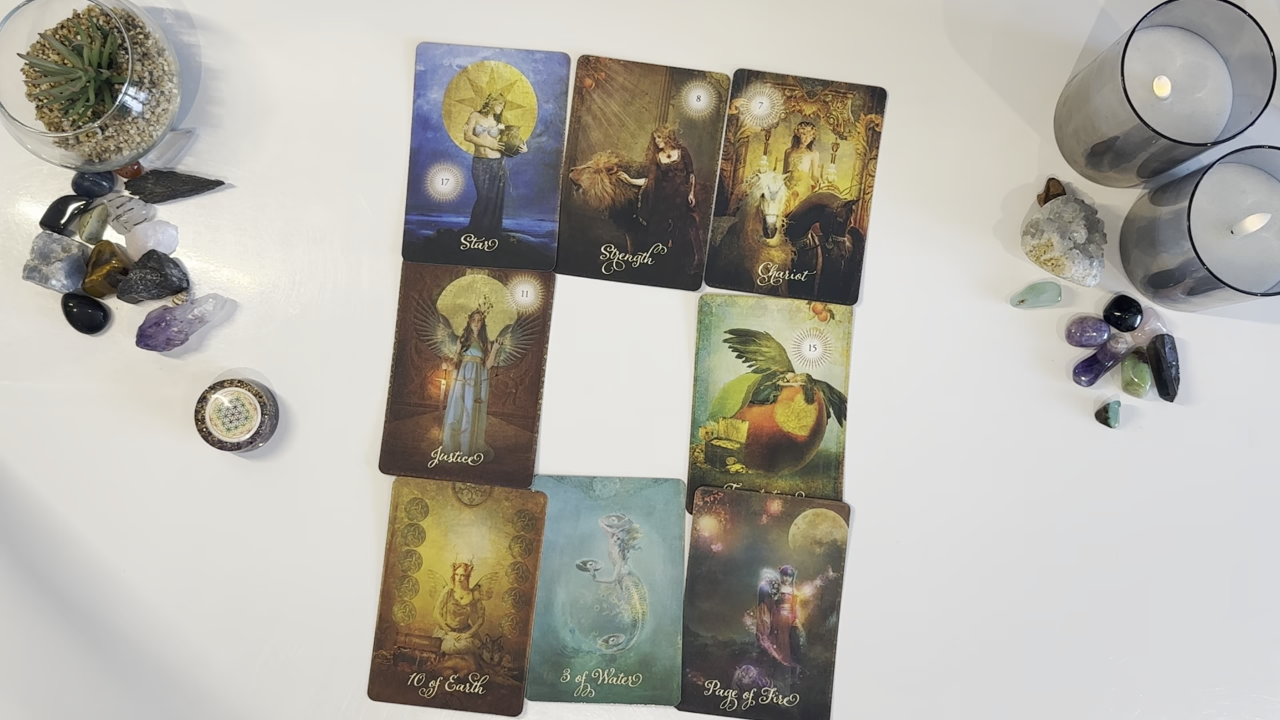 17
Star
8
Strength
7
Chariot
11
Justice
15
10 of Earth
3 of Water
Page of Fire